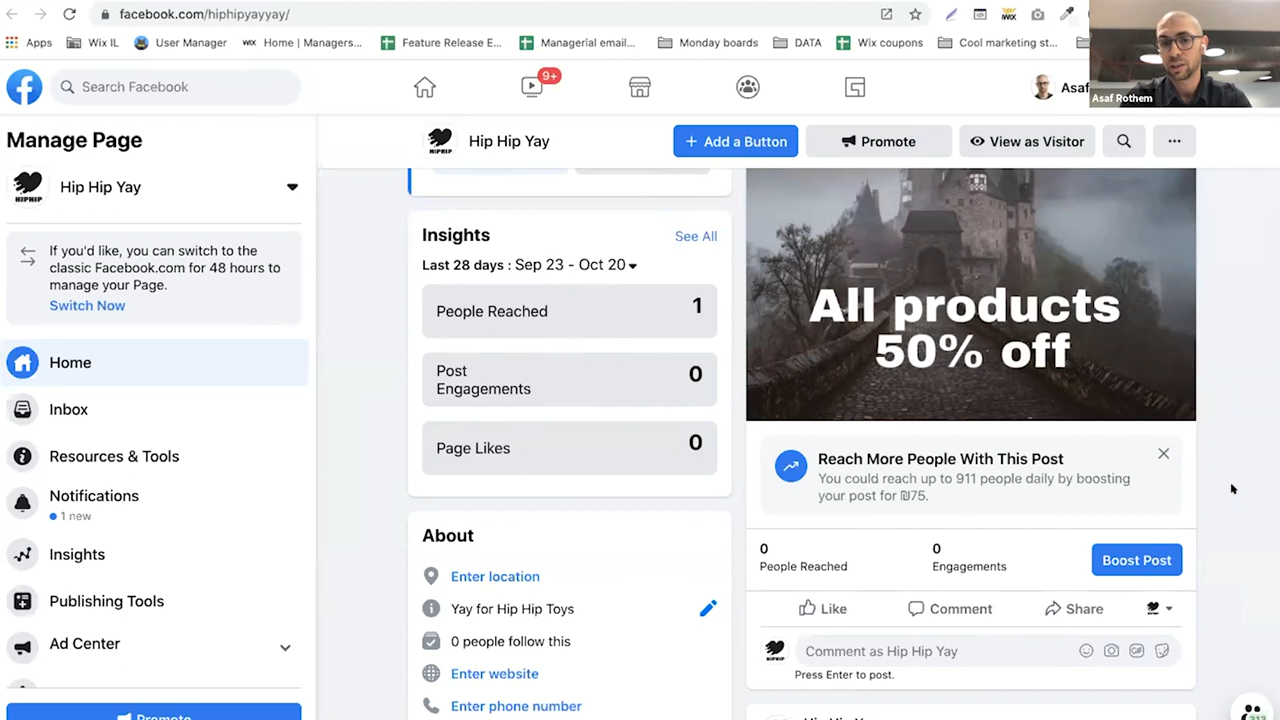 facebook.com/hiphipyayyay/
Apps
Wix IL
User Manager
WIX
Home | Managers...
Feature Release E...
Managerial email...
Monday boards
DATA
Wix coupons
Cool marketing st...
WIX
Asaf Rothem
Search Facebook
9+
Asaf
Manage Page
Hip Hip Yay
Add a Button
Promote
View as Visitor
HIPHIP
Hip Hip Yay
HIPHIP
If you'd like, you can switch to the
classic Facebook.com for 48 hours to
manage your Page.
Switch Now
Home
Inbox
Resources & Tools
Notifications
1 new
Insights
Publishing Tools
Ad Center
Promote
Insights
See All
Last 28 days : Sep 23 - Oct 20
People Reached
1
Post
Engagements
0
Page Likes
0
About
Enter location
Yay for Hip Hip Toys
0 people follow this
Enter website
Enter phone number
All products
50% off
Reach More People With This Post
You could reach up to 911 people daily by boosting
your post for ₪75.
0
People Reached
0
Engagements
Boost Post
Like
Comment
Share
Comment as Hip Hip Yay
GIF
Press Enter to post.